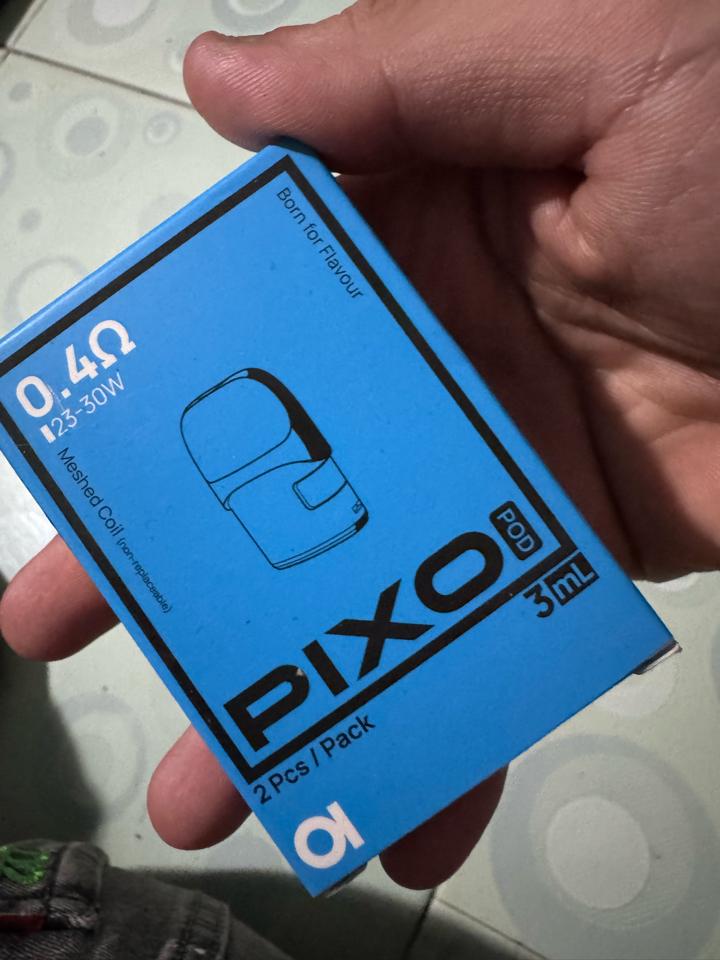 Born for Flavour
0.4Ω
23-30W
Meshed Coil (non-replaceable)
PIXO
POD
3mL
2 Pcs / Pack